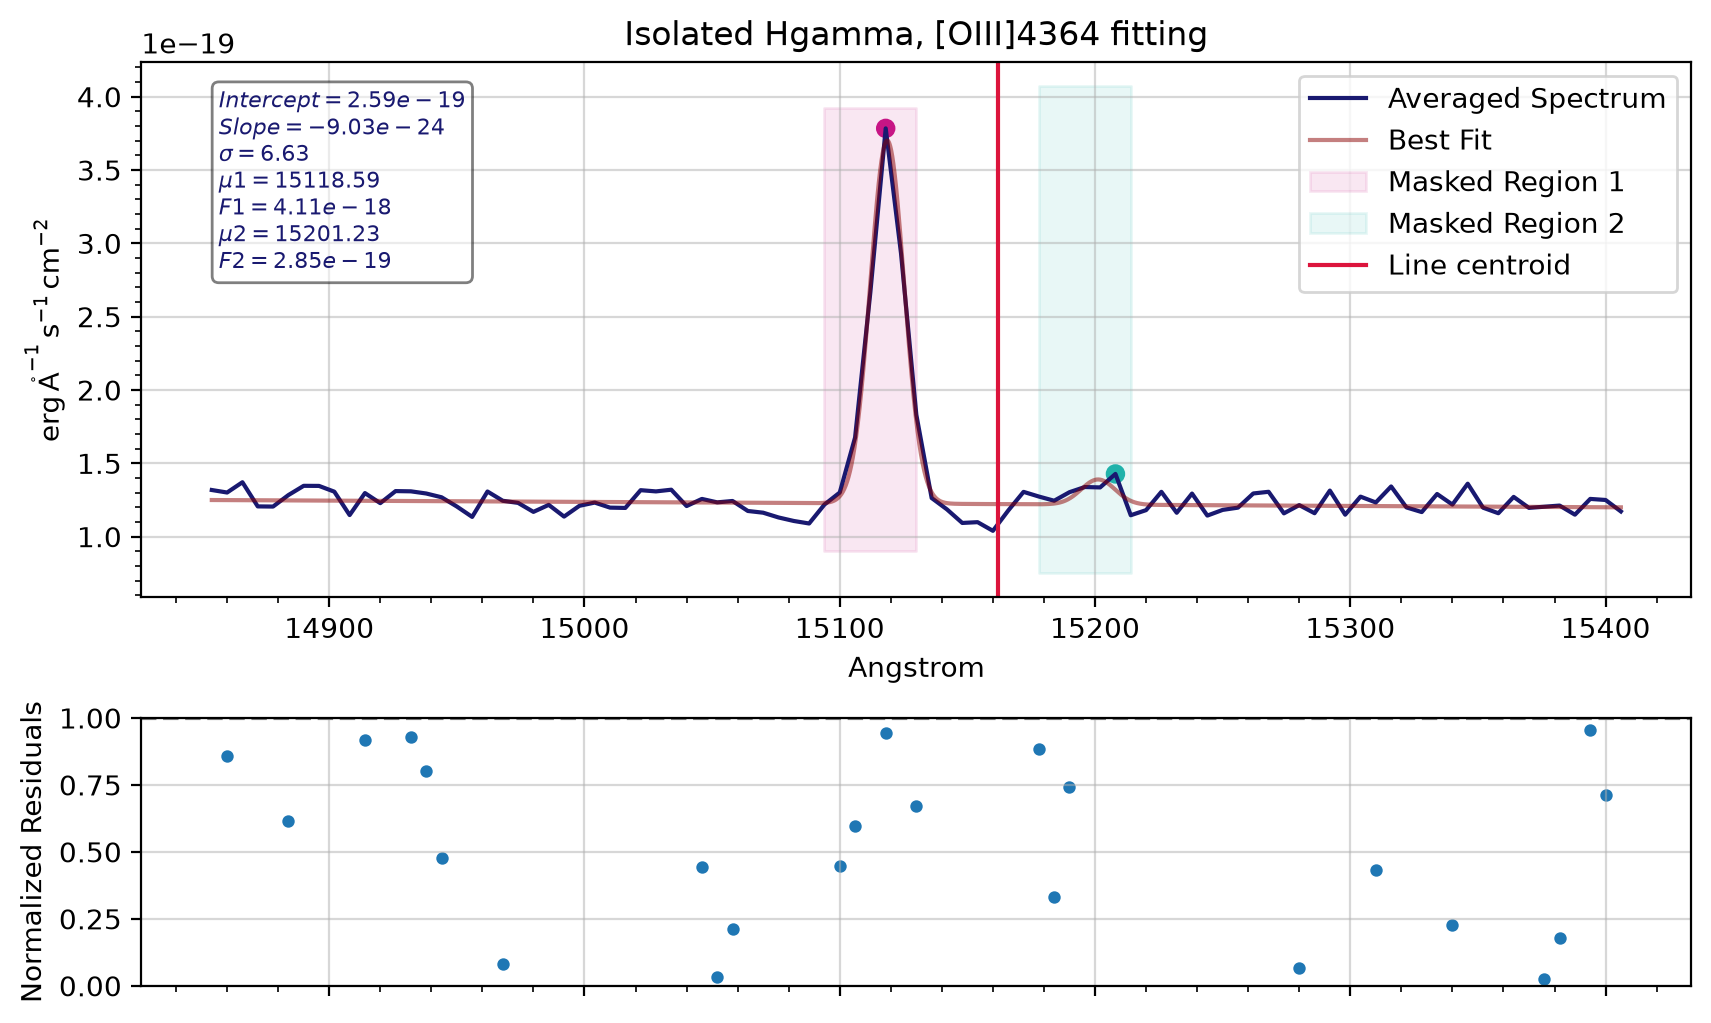 Isolated Hgamma, [OIII]4364 fitting
1e−19
4.0
3.5
3.0
2.5
2.0
1.5
1.0
erg Å⁻¹ s⁻¹ cm⁻²
Intercept = 2.59e − 19
Slope = −9.03e − 24
σ = 6.63
μ1 = 15118.59
F1 = 4.11e − 18
μ2 = 15201.23
F2 = 2.85e − 19
Averaged Spectrum
Best Fit
Masked Region 1
Masked Region 2
Line centroid
14900 15000 15100 15200 15300 15400
Angstrom
Normalized Residuals
1.00
0.75
0.50
0.25
0.00